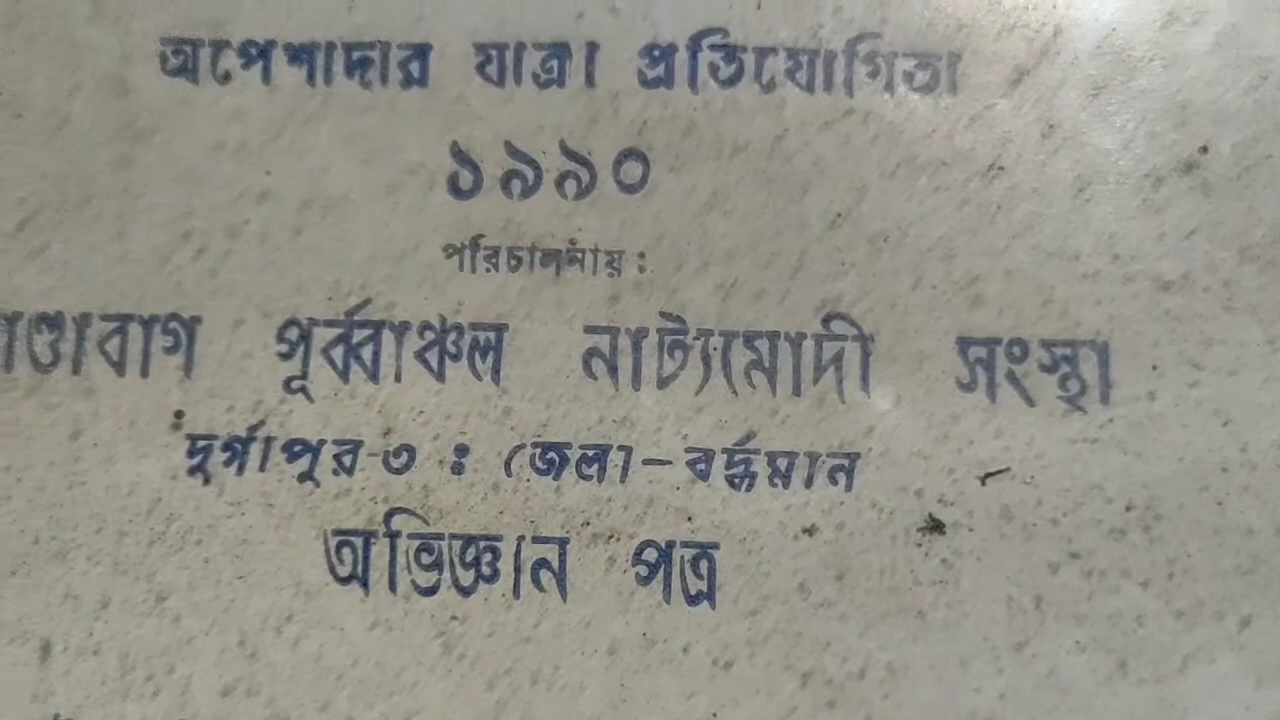 অপেশাদার যাত্রা প্রতিযোগিতা
১৯৯০
পরিচালনায় :
পূর্ব্বাঞ্চল নাট্যামোদী সংস্থা
দুর্গাপুর-৩ : জেলা-বর্দ্ধমান
অভিজ্ঞান পত্র